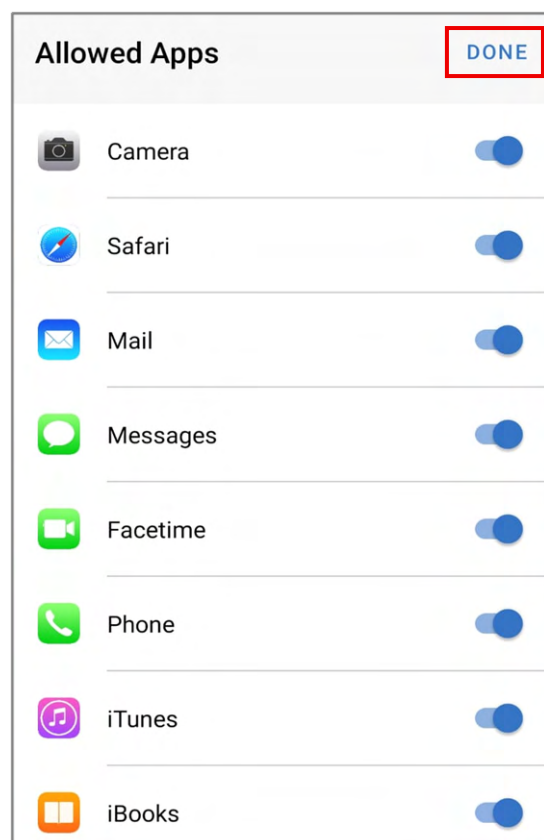 Allowed Apps
DONE
Camera
Safari
Mail
Messages
Facetime
Phone
iTunes
iBooks